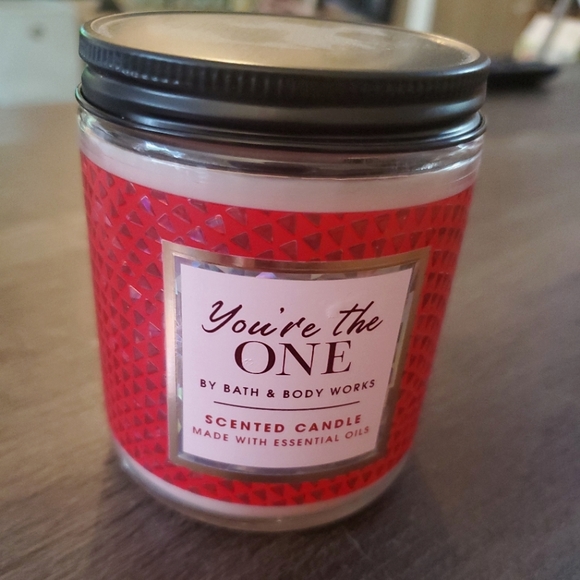 You're the
ONE
BY BATH & BODY WORKS
SCENTED CANDLE
MADE WITH ESSENTIAL OILS